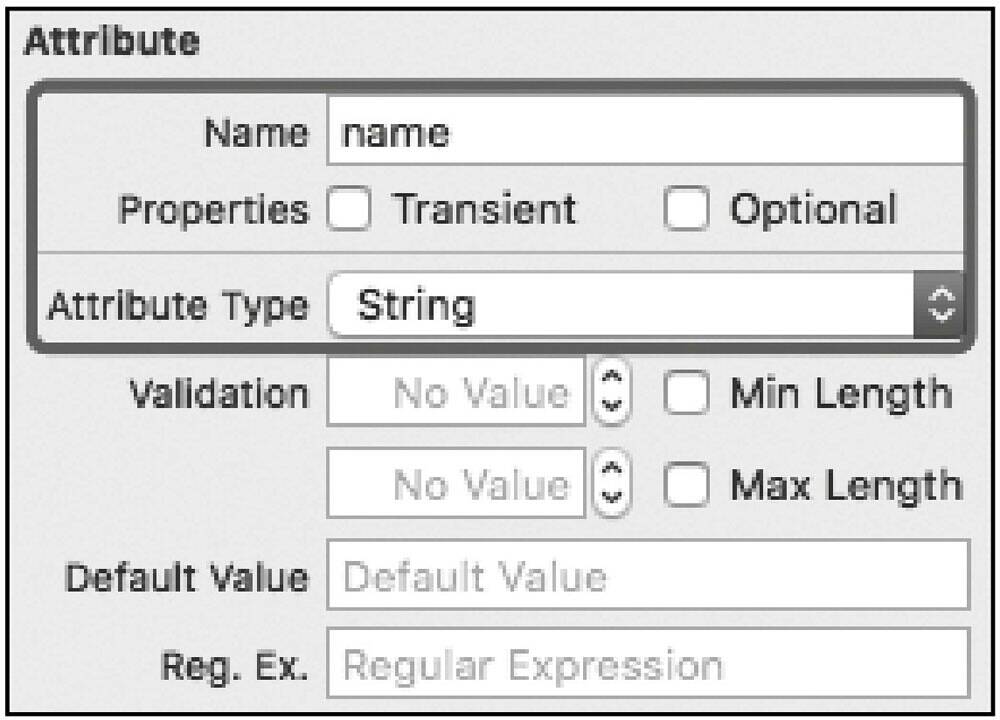 Attribute
Name name
Properties Transient Optional
Attribute Type String
Validation No Value Min Length
No Value Max Length
Default Value Default Value
Reg. Ex. Regular Expression